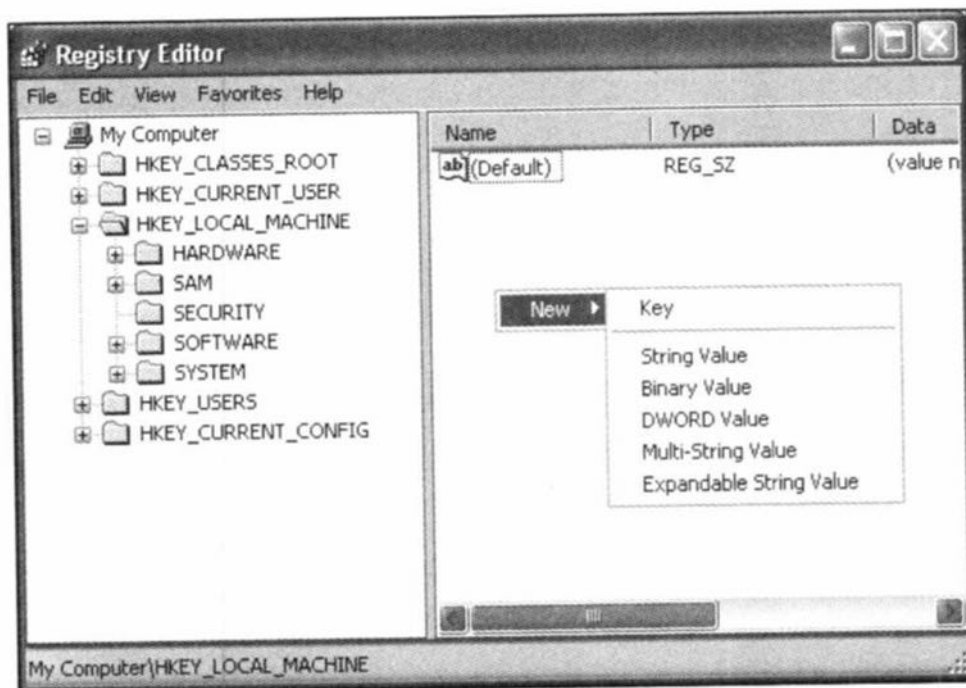 Registry Editor
File Edit View Favorites Help
My Computer
HKEY_CLASSES_ROOT
HKEY_CURRENT_USER
HKEY_LOCAL_MACHINE
HARDWARE
SAM
SECURITY
SOFTWARE
SYSTEM
HKEY_USERS
HKEY_CURRENT_CONFIG
Name Type Data
ab (Default) REG_SZ (value n
New Key
String Value
Binary Value
DWORD Value
Multi-String Value
Expandable String Value
My Computer\HKEY_LOCAL_MACHINE